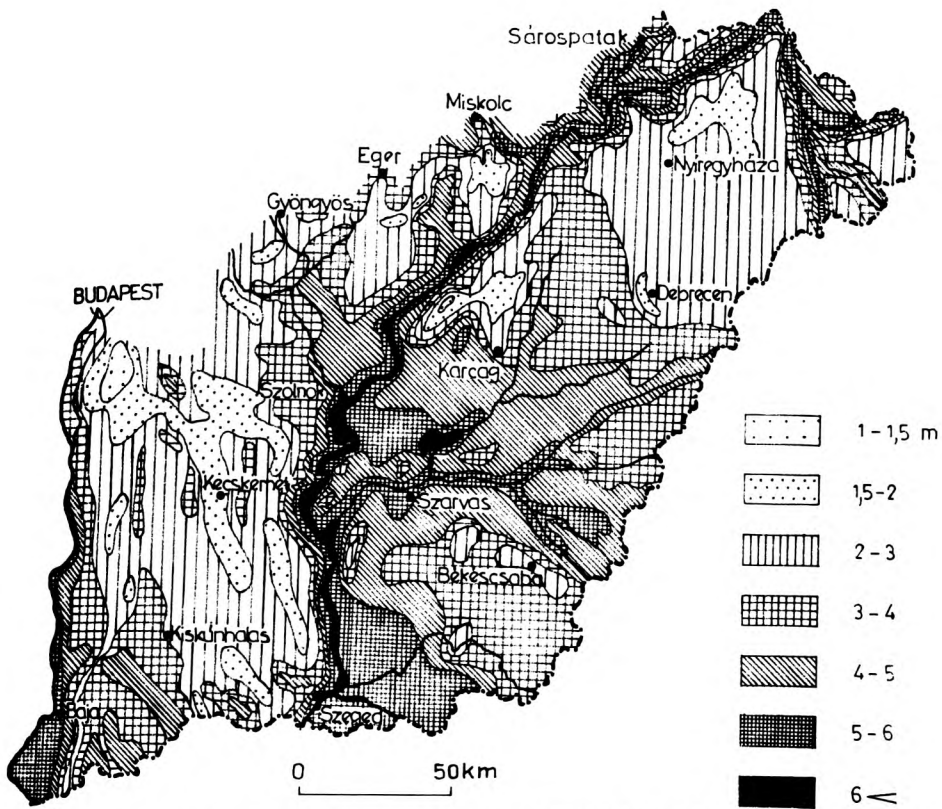 Sárospatak
Miskolc
Eger
Nyiregyháza
Gyöngyös
BUDAPEST
Debrecen
Karcag
Szolnok
Kecskemét
Szarvas
Békéscsaba
Kiskunhalas
Baja
Szeged
0 50km
1 - 1,5 m
1,5-2
2 - 3
3 - 4
4 - 5
5 - 6
6 <